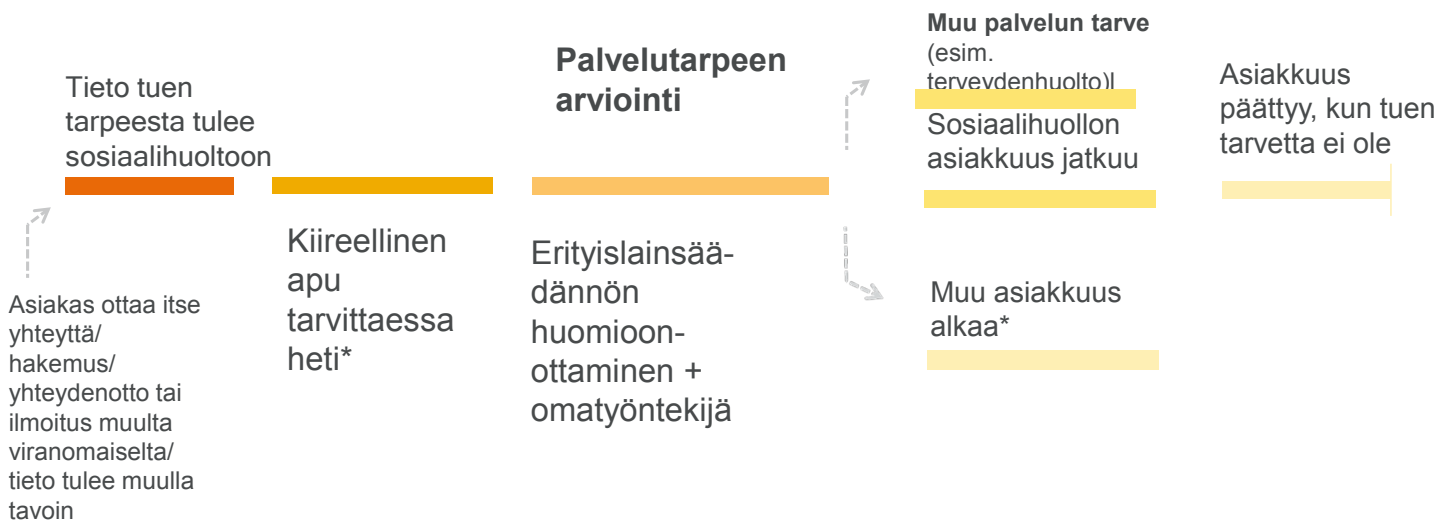 Tieto tuen
tarpeesta tulee
sosiaalihuoltoon
Asiakas ottaa itse
yhteyttä/
hakemus/
yhteydenotto tai
ilmoitus muulta
viranomaiselta/
tieto tulee muulla
tavoin
Kiireellinen
apu
tarvittaessa
heti*
Palvelutarpeen
arviointi
Erityislainsää-
dännön
huomioon-
ottaminen +
omatyöntekijä
Muu palvelun tarve
(esim.
terveydenhuolto)l
Sosiaalihuollon
asiakkuus jatkuu
Muu asiakkuus
alkaa*
Asiakkuus
päättyy, kun tuen
tarvetta ei ole